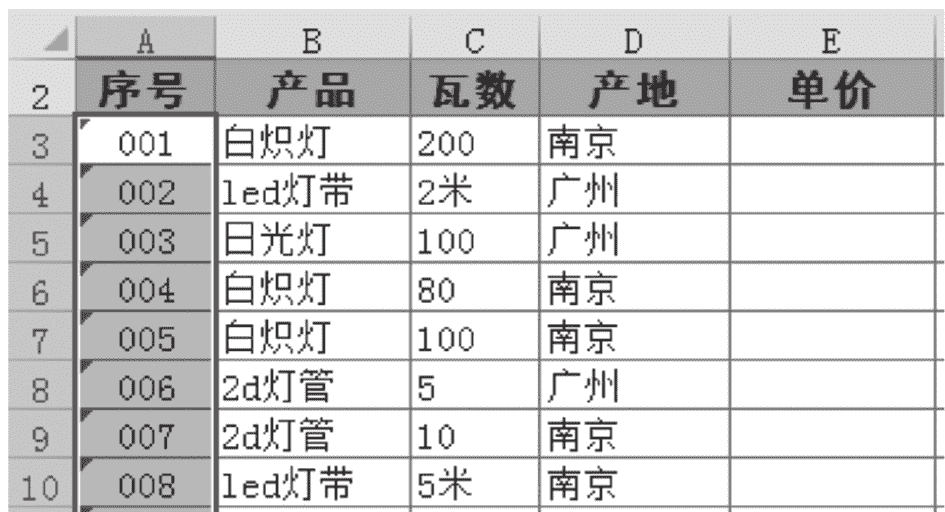 A B C D E
2 序号 产品 瓦数 产地 单价
3 001 白炽灯 200 南京
4 002 led灯带 2米 广州
5 003 日光灯 100 广州
6 004 白炽灯 80 南京
7 005 白炽灯 100 南京
8 006 2d灯管 5 广州
9 007 2d灯管 10 南京
10 008 led灯带 5米 南京